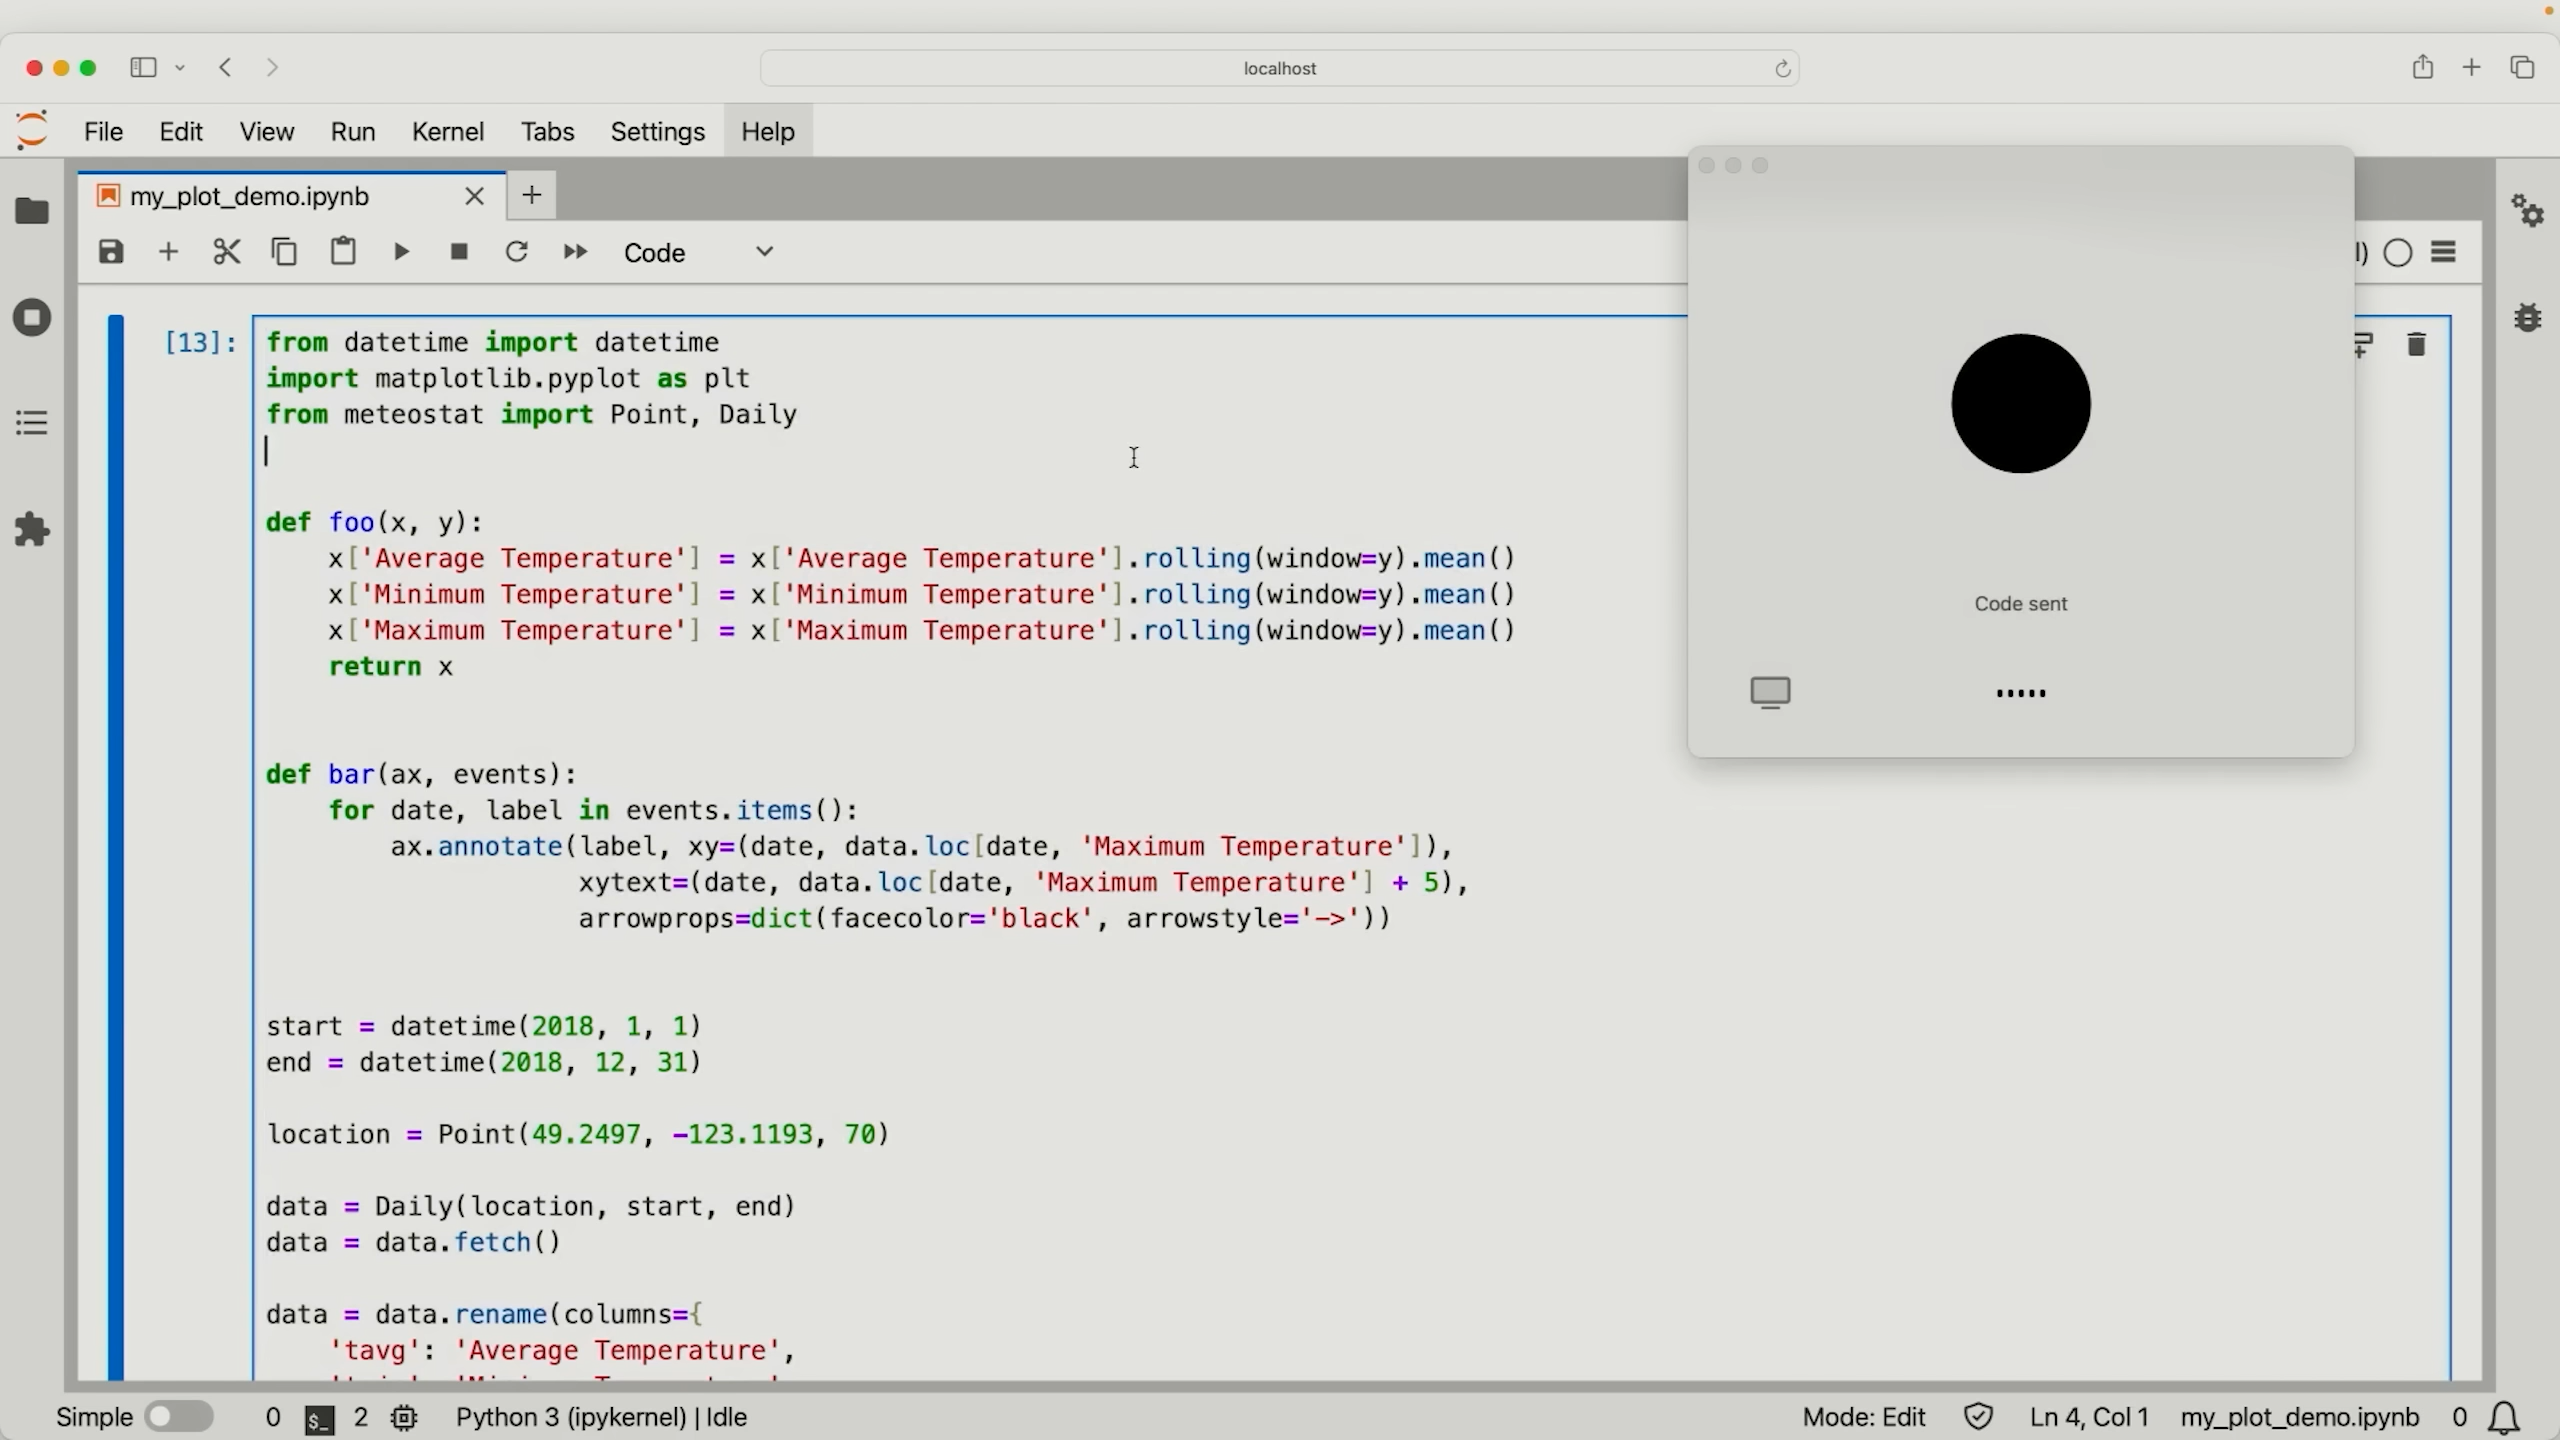 localhost
File Edit View Run Kernel Tabs Settings Help
my_plot_demo.ipynb
Code
l)
[13]:
from datetime import datetime
import matplotlib.pyplot as plt
from meteostat import Point, Daily
def foo(x, y):
    x['Average Temperature'] = x['Average Temperature'].rolling(window=y).mean()
    x['Minimum Temperature'] = x['Minimum Temperature'].rolling(window=y).mean()
    x['Maximum Temperature'] = x['Maximum Temperature'].rolling(window=y).mean()
    return x
Code sent
def bar(ax, events):
    for date, label in events.items():
        ax.annotate(label, xy=(date, data.loc[date, 'Maximum Temperature']),
                    xytext=(date, data.loc[date, 'Maximum Temperature'] + 5),
                    arrowprops=dict(facecolor='black', arrowstyle='->'))
start = datetime(2018, 1, 1)
end = datetime(2018, 12, 31)
location = Point(49.2497, -123.1193, 70)
data = Daily(location, start, end)
data = data.fetch()
data = data.rename(columns={
    'tavg': 'Average Temperature',
Simple 0 $_ 2 Python 3 (ipykernel) | Idle Mode: Edit Ln 4, Col 1 my_plot_demo.ipynb 0